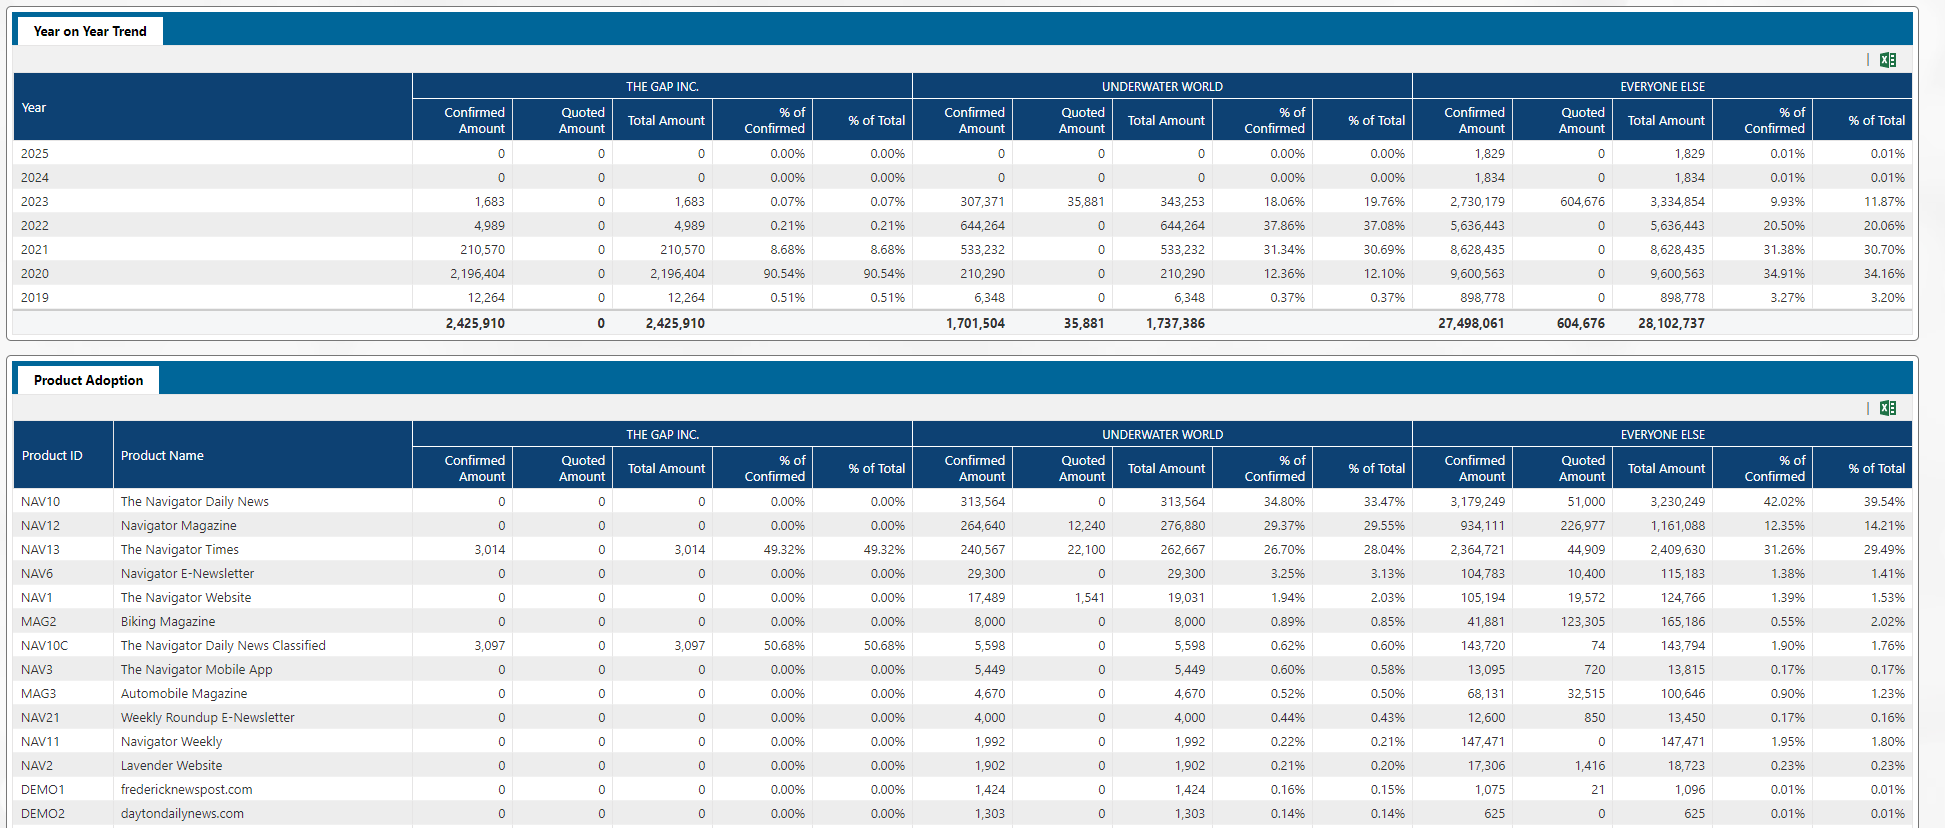 Year on Year Trend
THE GAP INC. UNDERWATER WORLD EVERYONE ELSE
Year Confirmed Amount Quoted Amount Total Amount % of Confirmed % of Total Confirmed Amount Quoted Amount Total Amount % of Confirmed % of Total Confirmed Amount Quoted Amount Total Amount % of Confirmed % of Total
2025 0 0 0 0.00% 0.00% 0 0 0 0.00% 0.00% 1,829 0 1,829 0.01% 0.01%
2024 0 0 0 0.00% 0.00% 0 0 0 0.00% 0.00% 1,834 0 1,834 0.01% 0.01%
2023 1,683 0 1,683 0.07% 0.07% 307,371 35,881 343,253 18.06% 19.76% 2,730,179 604,676 3,334,854 9.93% 11.87%
2022 4,989 0 4,989 0.21% 0.21% 644,264 0 644,264 37.86% 37.08% 5,636,443 0 5,636,443 20.50% 20.06%
2021 210,570 0 210,570 8.68% 8.68% 533,232 0 533,232 31.34% 30.69% 8,628,435 0 8,628,435 31.38% 30.70%
2020 2,196,404 0 2,196,404 90.54% 90.54% 210,290 0 210,290 12.36% 12.10% 9,600,563 0 9,600,563 34.91% 34.16%
2019 12,264 0 12,264 0.51% 0.51% 6,348 0 6,348 0.37% 0.37% 898,778 0 898,778 3.27% 3.20%
2,425,910 0 2,425,910 1,701,504 35,881 1,737,386 27,498,061 604,676 28,102,737
Product Adoption
THE GAP INC. UNDERWATER WORLD EVERYONE ELSE
Product ID Product Name Confirmed Amount Quoted Amount Total Amount % of Confirmed % of Total Confirmed Amount Quoted Amount Total Amount % of Confirmed % of Total Confirmed Amount Quoted Amount Total Amount % of Confirmed % of Total
NAV10 The Navigator Daily News 0 0 0 0.00% 0.00% 313,564 0 313,564 34.80% 33.47% 3,179,249 51,000 3,230,249 42.02% 39.54%
NAV12 Navigator Magazine 0 0 0 0.00% 0.00% 264,640 12,240 276,880 29.37% 29.55% 934,111 226,977 1,161,088 12.35% 14.21%
NAV13 The Navigator Times 3,014 0 3,014 49.32% 49.32% 240,567 22,100 262,667 26.70% 28.04% 2,364,721 44,909 2,409,630 31.26% 29.49%
NAV6 Navigator E-Newsletter 0 0 0 0.00% 0.00% 29,300 0 29,300 3.25% 3.13% 104,783 10,400 115,183 1.38% 1.41%
NAV1 The Navigator Website 0 0 0 0.00% 0.00% 17,489 1,541 19,031 1.94% 2.03% 105,194 19,572 124,766 1.39% 1.53%
MAG2 Biking Magazine 0 0 0 0.00% 0.00% 8,000 0 8,000 0.89% 0.85% 41,881 123,305 165,186 0.55% 2.02%
NAV10C The Navigator Daily News Classified 3,097 0 3,097 50.68% 50.68% 5,598 0 5,598 0.62% 0.60% 143,720 74 143,794 1.90% 1.76%
NAV3 The Navigator Mobile App 0 0 0 0.00% 0.00% 5,449 0 5,449 0.60% 0.58% 13,095 720 13,815 0.17% 0.17%
MAG3 Automobile Magazine 0 0 0 0.00% 0.00% 4,670 0 4,670 0.52% 0.50% 68,131 32,515 100,646 0.90% 1.23%
NAV21 Weekly Roundup E-Newsletter 0 0 0 0.00% 0.00% 4,000 0 4,000 0.44% 0.43% 12,600 850 13,450 0.17% 0.16%
NAV11 Navigator Weekly 0 0 0 0.00% 0.00% 1,992 0 1,992 0.22% 0.21% 147,471 0 147,471 1.95% 1.80%
NAV2 Lavender Website 0 0 0 0.00% 0.00% 1,902 0 1,902 0.21% 0.20% 17,306 1,416 18,723 0.23% 0.23%
DEMO1 fredericknewspost.com 0 0 0 0.00% 0.00% 1,424 0 1,424 0.16% 0.15% 1,075 21 1,096 0.01% 0.01%
DEMO2 daytondailynews.com 0 0 0 0.00% 0.00% 1,303 0 1,303 0.14% 0.14% 625 0 625 0.01% 0.01%